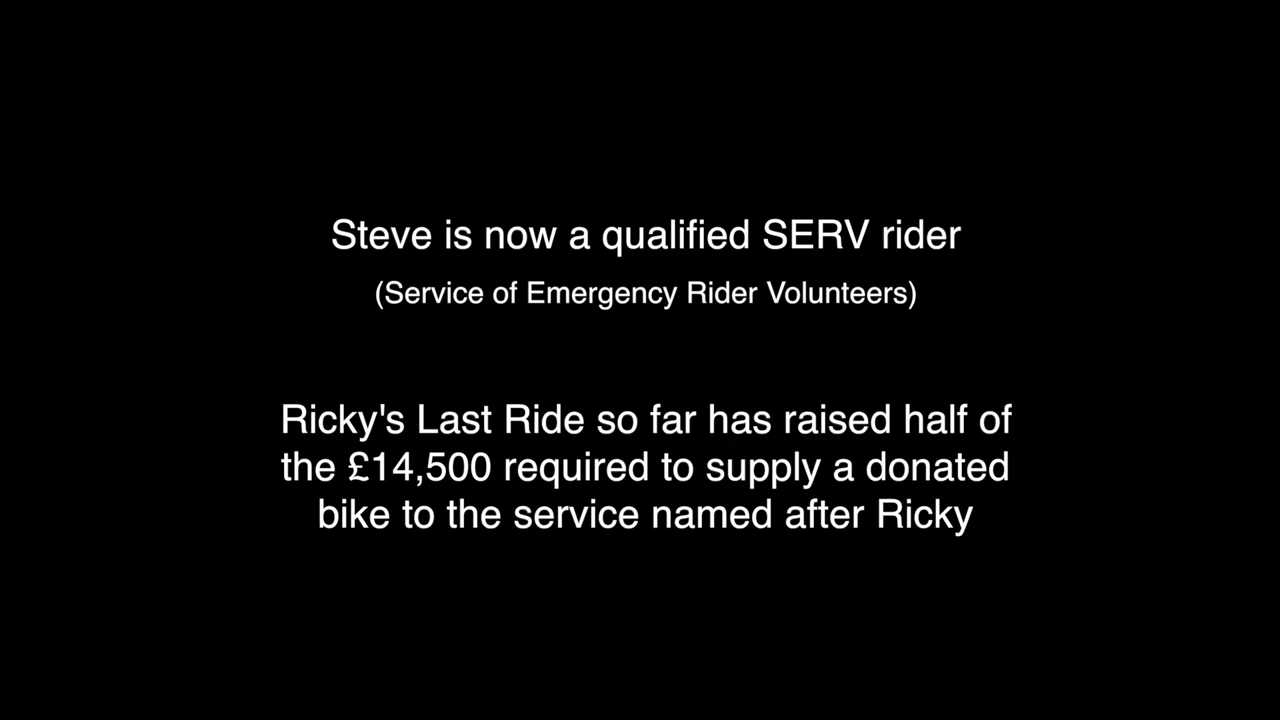 Steve is now a qualified SERV rider
(Service of Emergency Rider Volunteers)
Ricky's Last Ride so far has raised half of
the £14,500 required to supply a donated
bike to the service named after Ricky